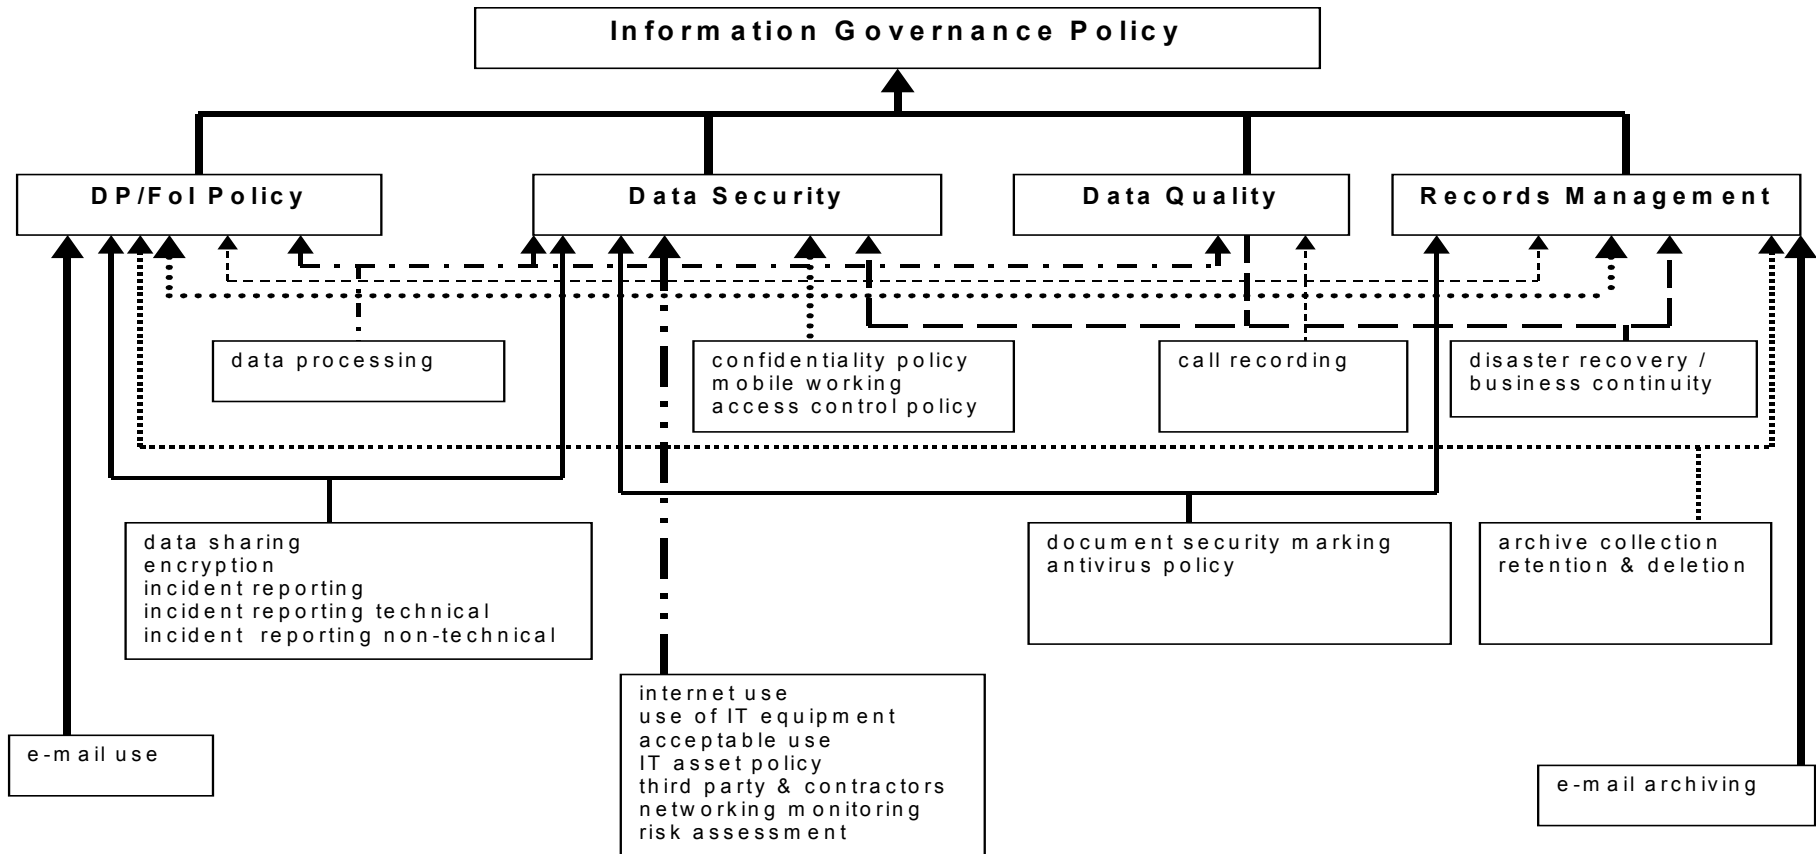 Information Governance Policy
DP/FoI Policy
Data Security
Data Quality
Records Management
data processing
confidentiality policy
mobile working
access control policy
call recording
disaster recovery /
business continuity
data sharing
encryption
incident reporting
incident reporting technical
incident reporting non-technical
document security marking
antivirus policy
archive collection
retention & deletion
internet use
use of IT equipment
acceptable use
IT asset policy
third party & contractors
networking monitoring
risk assessment
e-mail use
e-mail archiving